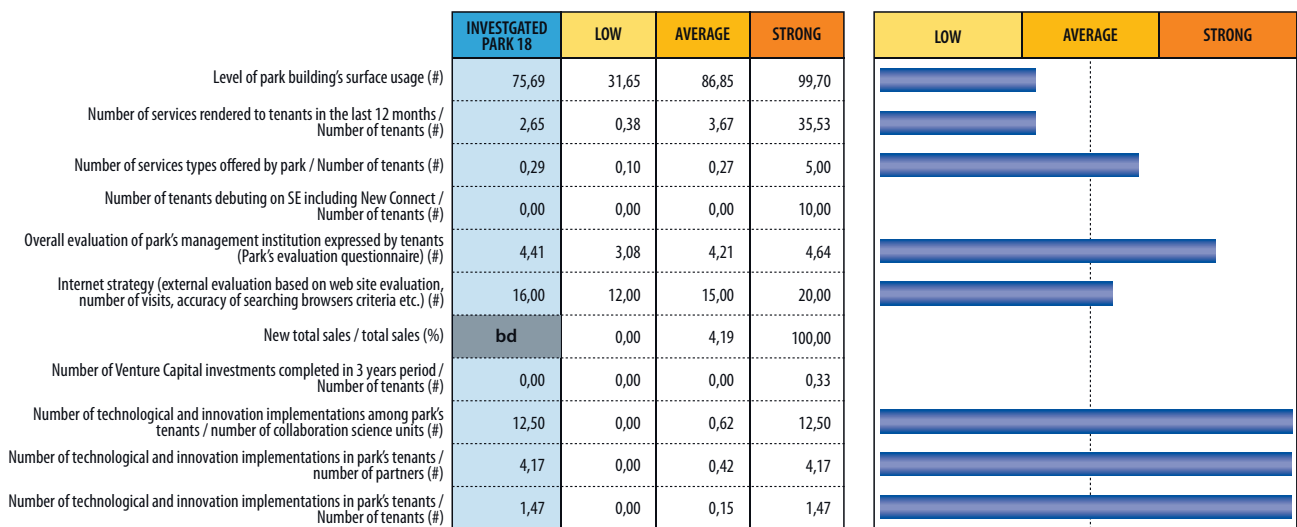 INVESTGATED
PARK 18
LOW
AVERAGE
STRONG
LOW
AVERAGE
STRONG
Level of park building's surface usage (#)
75,69
31,65
86,85
99,70
Number of services rendered to tenants in the last 12 months /
Number of tenants (#)
2,65
0,38
3,67
35,53
Number of services types offered by park / Number of tenants (#)
0,29
0,10
0,27
5,00
Number of tenants debuting on SE including New Connect /
Number of tenants (#)
0,00
0,00
0,00
10,00
Overall evaluation of park's management institution expressed by tenants
(Park's evaluation questionnaire) (#)
4,41
3,08
4,21
4,64
Internet strategy (external evaluation based on web site evaluation,
number of visits, accuracy of searching browsers criteria etc.) (#)
16,00
12,00
15,00
20,00
New total sales / total sales (%)
bd
0,00
4,19
100,00
Number of Venture Capital investments completed in 3 years period /
Number of tenants (#)
0,00
0,00
0,00
0,33
Number of technological and innovation implementations among park's
tenants / number of collaboration science units (#)
12,50
0,00
0,62
12,50
Number of technological and innovation implementations in park's tenants /
number of partners (#)
4,17
0,00
0,42
4,17
Number of technological and innovation implementations in park's tenants /
Number of tenants (#)
1,47
0,00
0,15
1,47